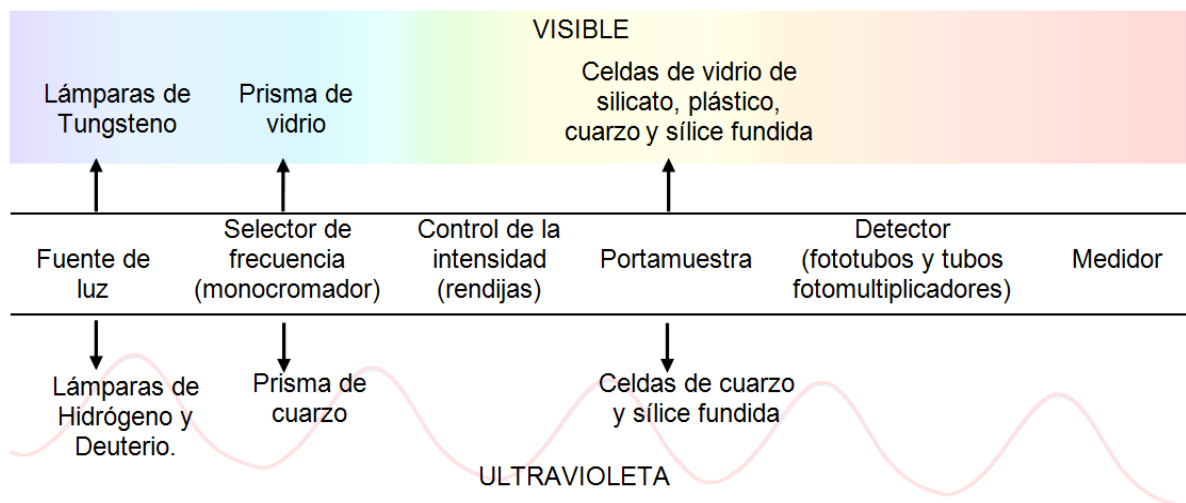 VISIBLE
Lámparas de
Tungsteno
Prisma de
vidrio
Celdas de vidrio de
silicato, plástico,
cuarzo y sílice fundida
Fuente de
luz
Selector de
frecuencia
(monocromador)
Control de la
intensidad
(rendijas)
Portamuestra
Detector
(fototubos y tubos
fotomultiplicadores)
Medidor
Lámparas de
Hidrógeno y
Deuterio.
Prisma de
cuarzo
Celdas de cuarzo
y sílice fundida
ULTRAVIOLETA